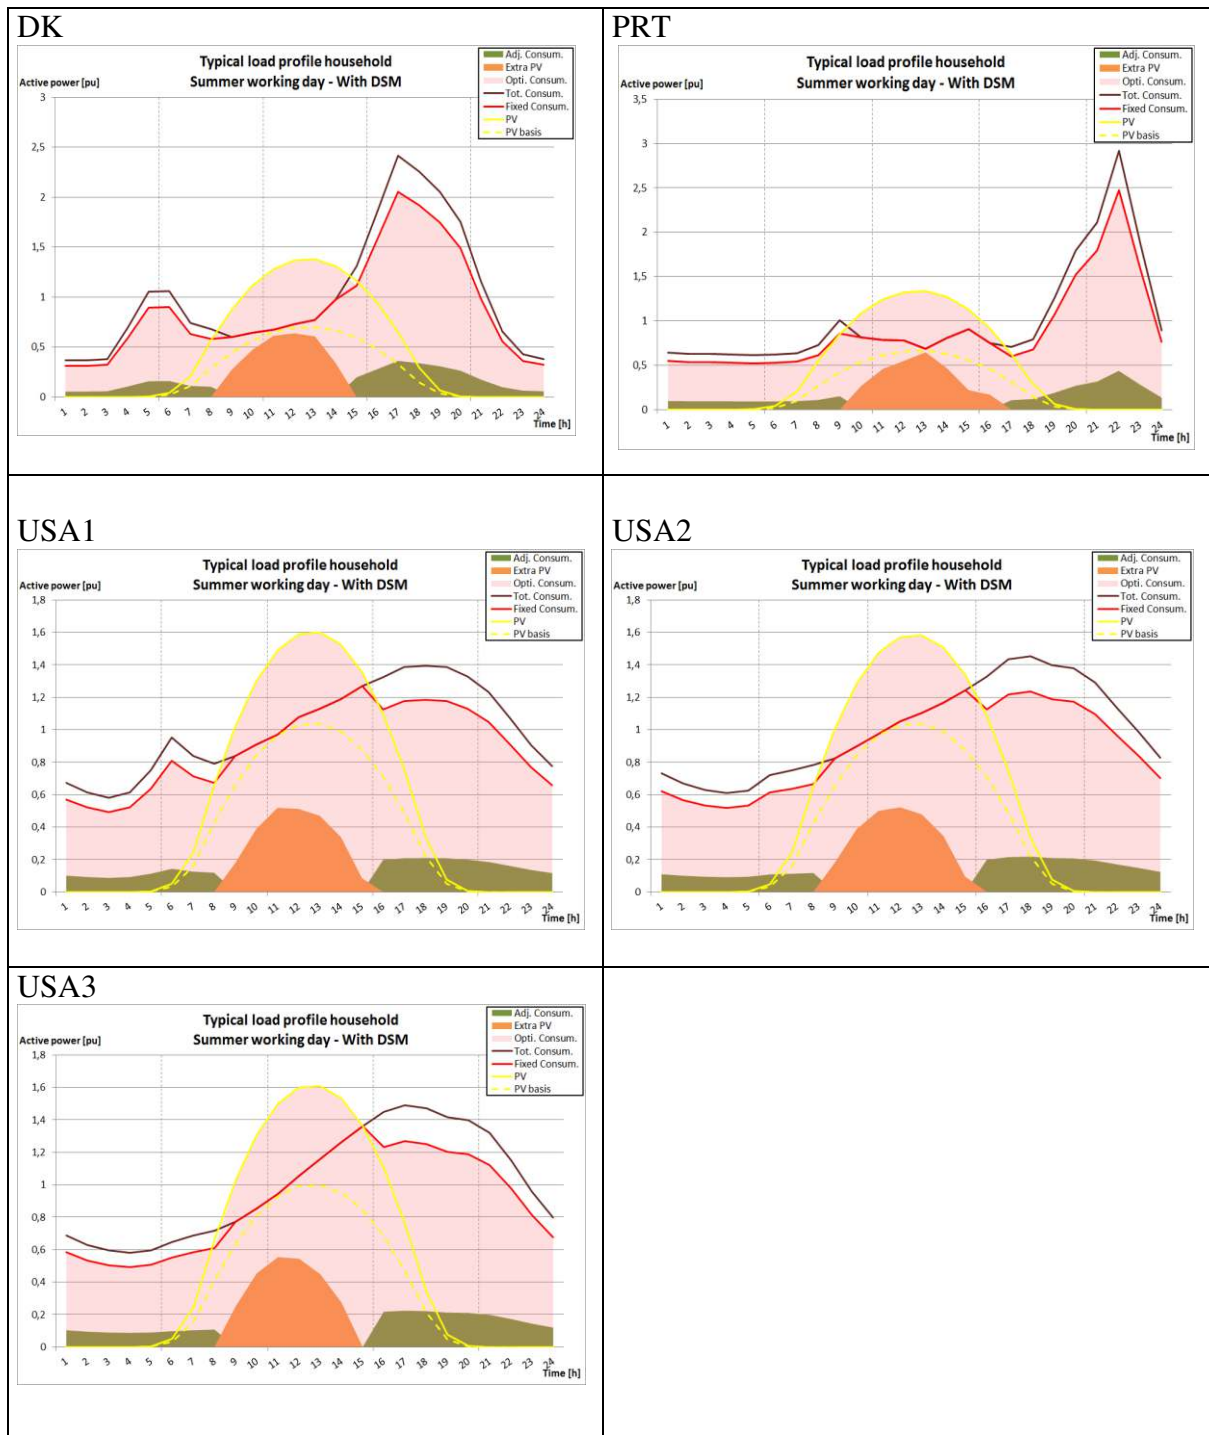 DK
Typical load profile household
Summer working day - With DSM
Active power [pu]
Adj. Consum.
Extra PV
Opti. Consum.
Tot. Consum.
Fixed Consum.
PV
PV basis
3
2,5
2
1,5
1
0,5
0
1 2 3 4 5 6 7 8 9 10 11 12 13 14 15 16 17 18 19 20 21 22 23 24
Time [h]
PRT
Typical load profile household
Summer working day - With DSM
Active power [pu]
Adj. Consum.
Extra PV
Opti. Consum.
Tot. Consum.
Fixed Consum.
PV
PV basis
3,5
3
2,5
2
1,5
1
0,5
0
1 2 3 4 5 6 7 8 9 10 11 12 13 14 15 16 17 18 19 20 21 22 23 24
Time [h]
USA1
Typical load profile household
Summer working day - With DSM
Active power [pu]
Adj. Consum.
Extra PV
Opti. Consum.
Tot. Consum.
Fixed Consum.
PV
PV basis
1,8
1,6
1,4
1,2
1
0,8
0,6
0,4
0,2
0
1 2 3 4 5 6 7 8 9 10 11 12 13 14 15 16 17 18 19 20 21 22 23 24
Time [h]
USA2
Typical load profile household
Summer working day - With DSM
Active power [pu]
Adj. Consum.
Extra PV
Opti. Consum.
Tot. Consum.
Fixed Consum.
PV
PV basis
1,8
1,6
1,4
1,2
1
0,8
0,6
0,4
0,2
0
1 2 3 4 5 6 7 8 9 10 11 12 13 14 15 16 17 18 19 20 21 22 23 24
Time [h]
USA3
Typical load profile household
Summer working day - With DSM
Active power [pu]
Adj. Consum.
Extra PV
Opti. Consum.
Tot. Consum.
Fixed Consum.
PV
PV basis
1,8
1,6
1,4
1,2
1
0,8
0,6
0,4
0,2
0
1 2 3 4 5 6 7 8 9 10 11 12 13 14 15 16 17 18 19 20 21 22 23 24
Time [h]